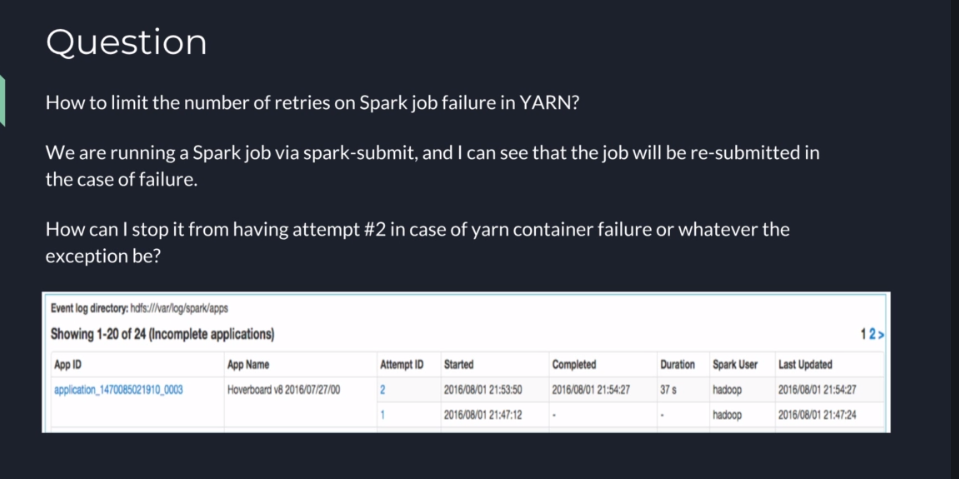 Question
How to limit the number of retries on Spark job failure in YARN?
We are running a Spark job via spark-submit, and I can see that the job will be re-submitted in
the case of failure.
How can I stop it from having attempt #2 in case of yarn container failure or whatever the
exception be?
Event log directory: hdfs:///var/log/spark/apps
Showing 1-20 of 24 (Incomplete applications) 1 2 >
App ID App Name Attempt ID Started Completed Duration Spark User Last Updated
application_1470085021910_0003 Hoverboard v8 2016/07/27/00 2 2016/08/01 21:53:50 2016/08/01 21:54:27 37 s hadoop 2016/08/01 21:54:27
1 2016/08/01 21:47:12 - - hadoop 2016/08/01 21:47:24